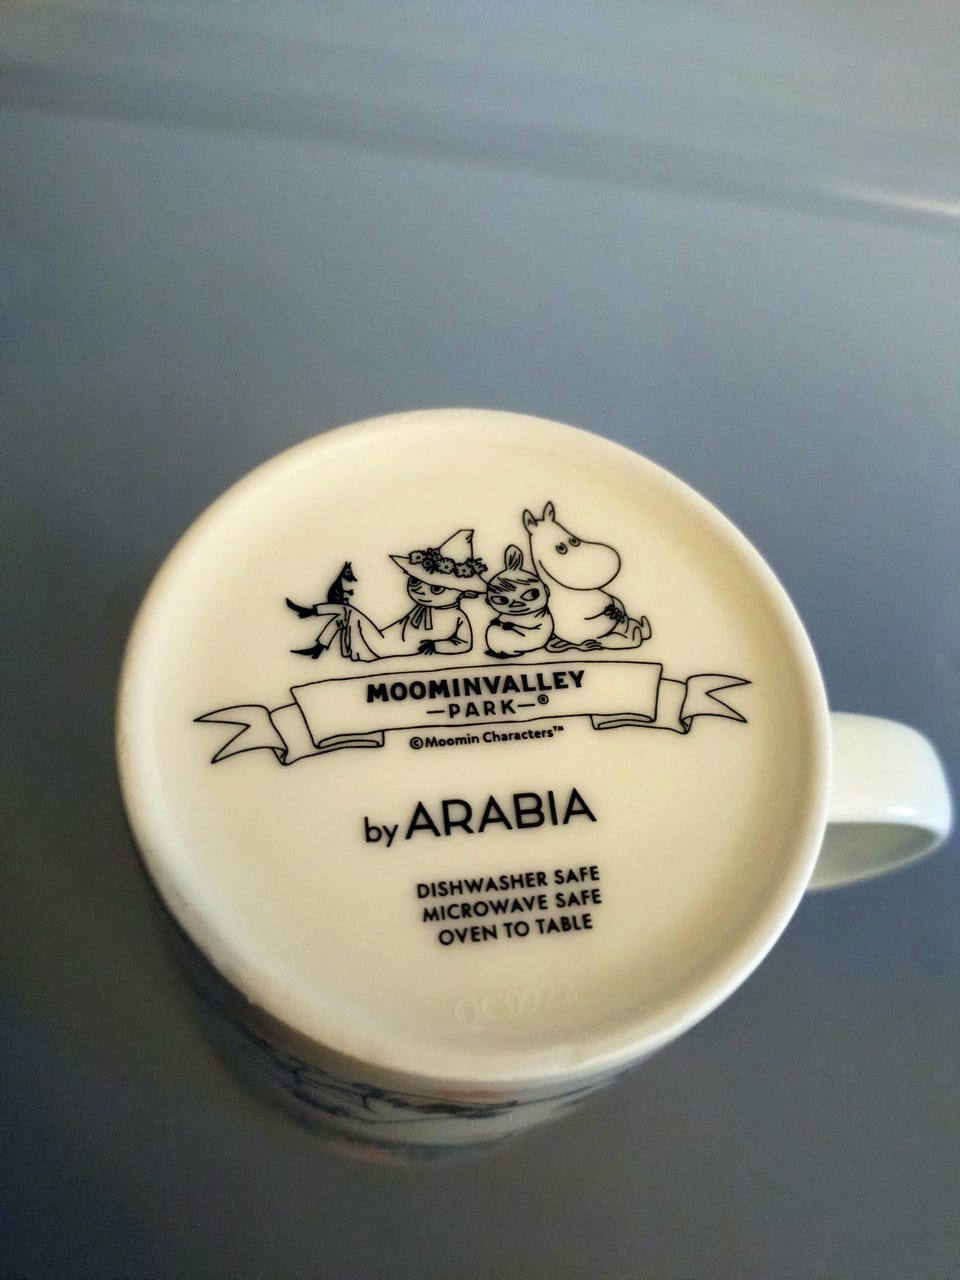 MOOMINVALLEY
—PARK—®
©Moomin Characters™
by ARABIA
DISHWASHER SAFE
MICROWAVE SAFE
OVEN TO TABLE
QC0922